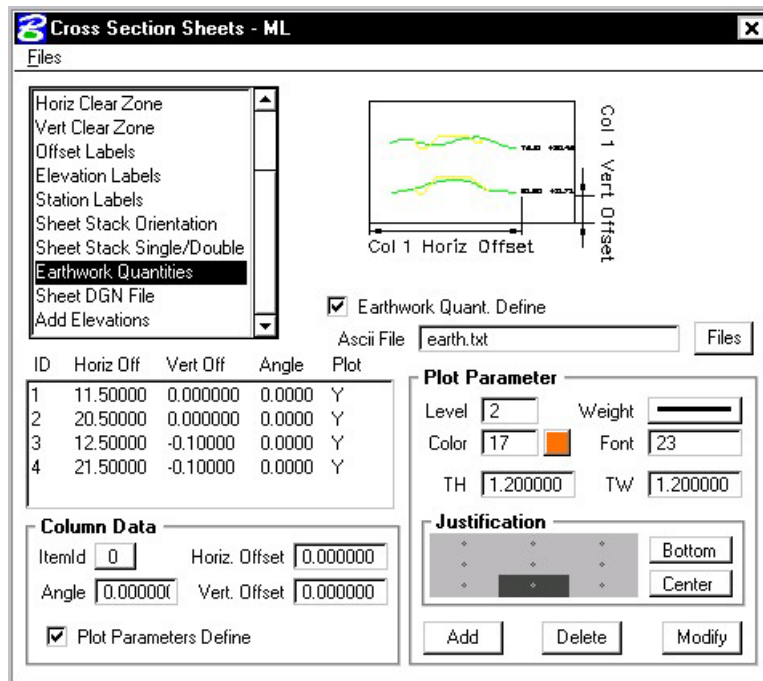 Cross Section Sheets - ML
Files
Horiz Clear Zone
Vert Clear Zone
Offset Labels
Elevation Labels
Station Labels
Sheet Stack Orientation
Sheet Stack Single/Double
Earthwork Quantities
Sheet DGN File
Add Elevations
Col 1 Vert Offset
Col 1 Horiz Offset
Earthwork Quant. Define
Ascii File earth.txt Files
ID Horiz Off Vert Off Angle Plot
1 11.50000 0.000000 0.0000 Y
2 20.50000 0.000000 0.0000 Y
3 12.50000 -0.10000 0.0000 Y
4 21.50000 -0.10000 0.0000 Y
Plot Parameter
Level 2 Weight
Color 17 Font 23
TH 1.200000 TW 1.200000
Justification
Bottom
Center
Column Data
ItemId 0 Horiz. Offset 0.000000
Angle 0.00000( Vert. Offset 0.000000
Plot Parameters Define
Add Delete Modify